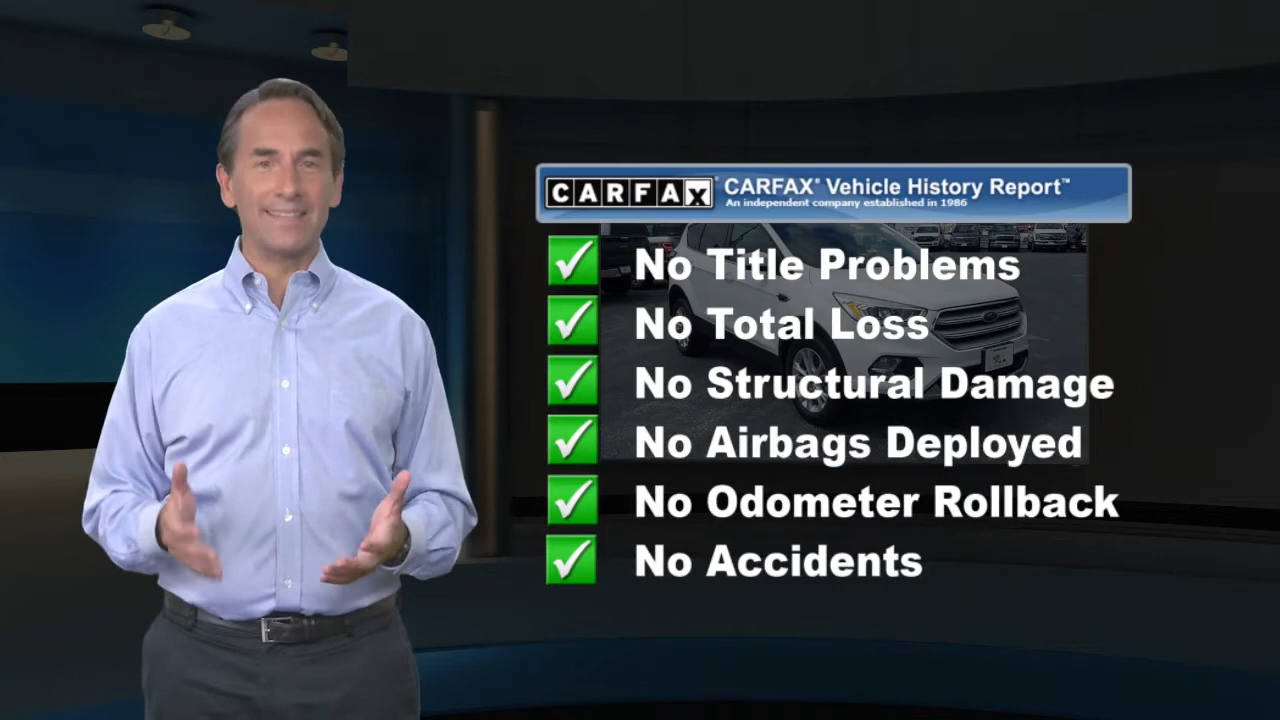 CARFAX® CARFAX® Vehicle History Report™
An independent company established in 1986
No Title Problems
No Total Loss
No Structural Damage
No Airbags Deployed
No Odometer Rollback
No Accidents